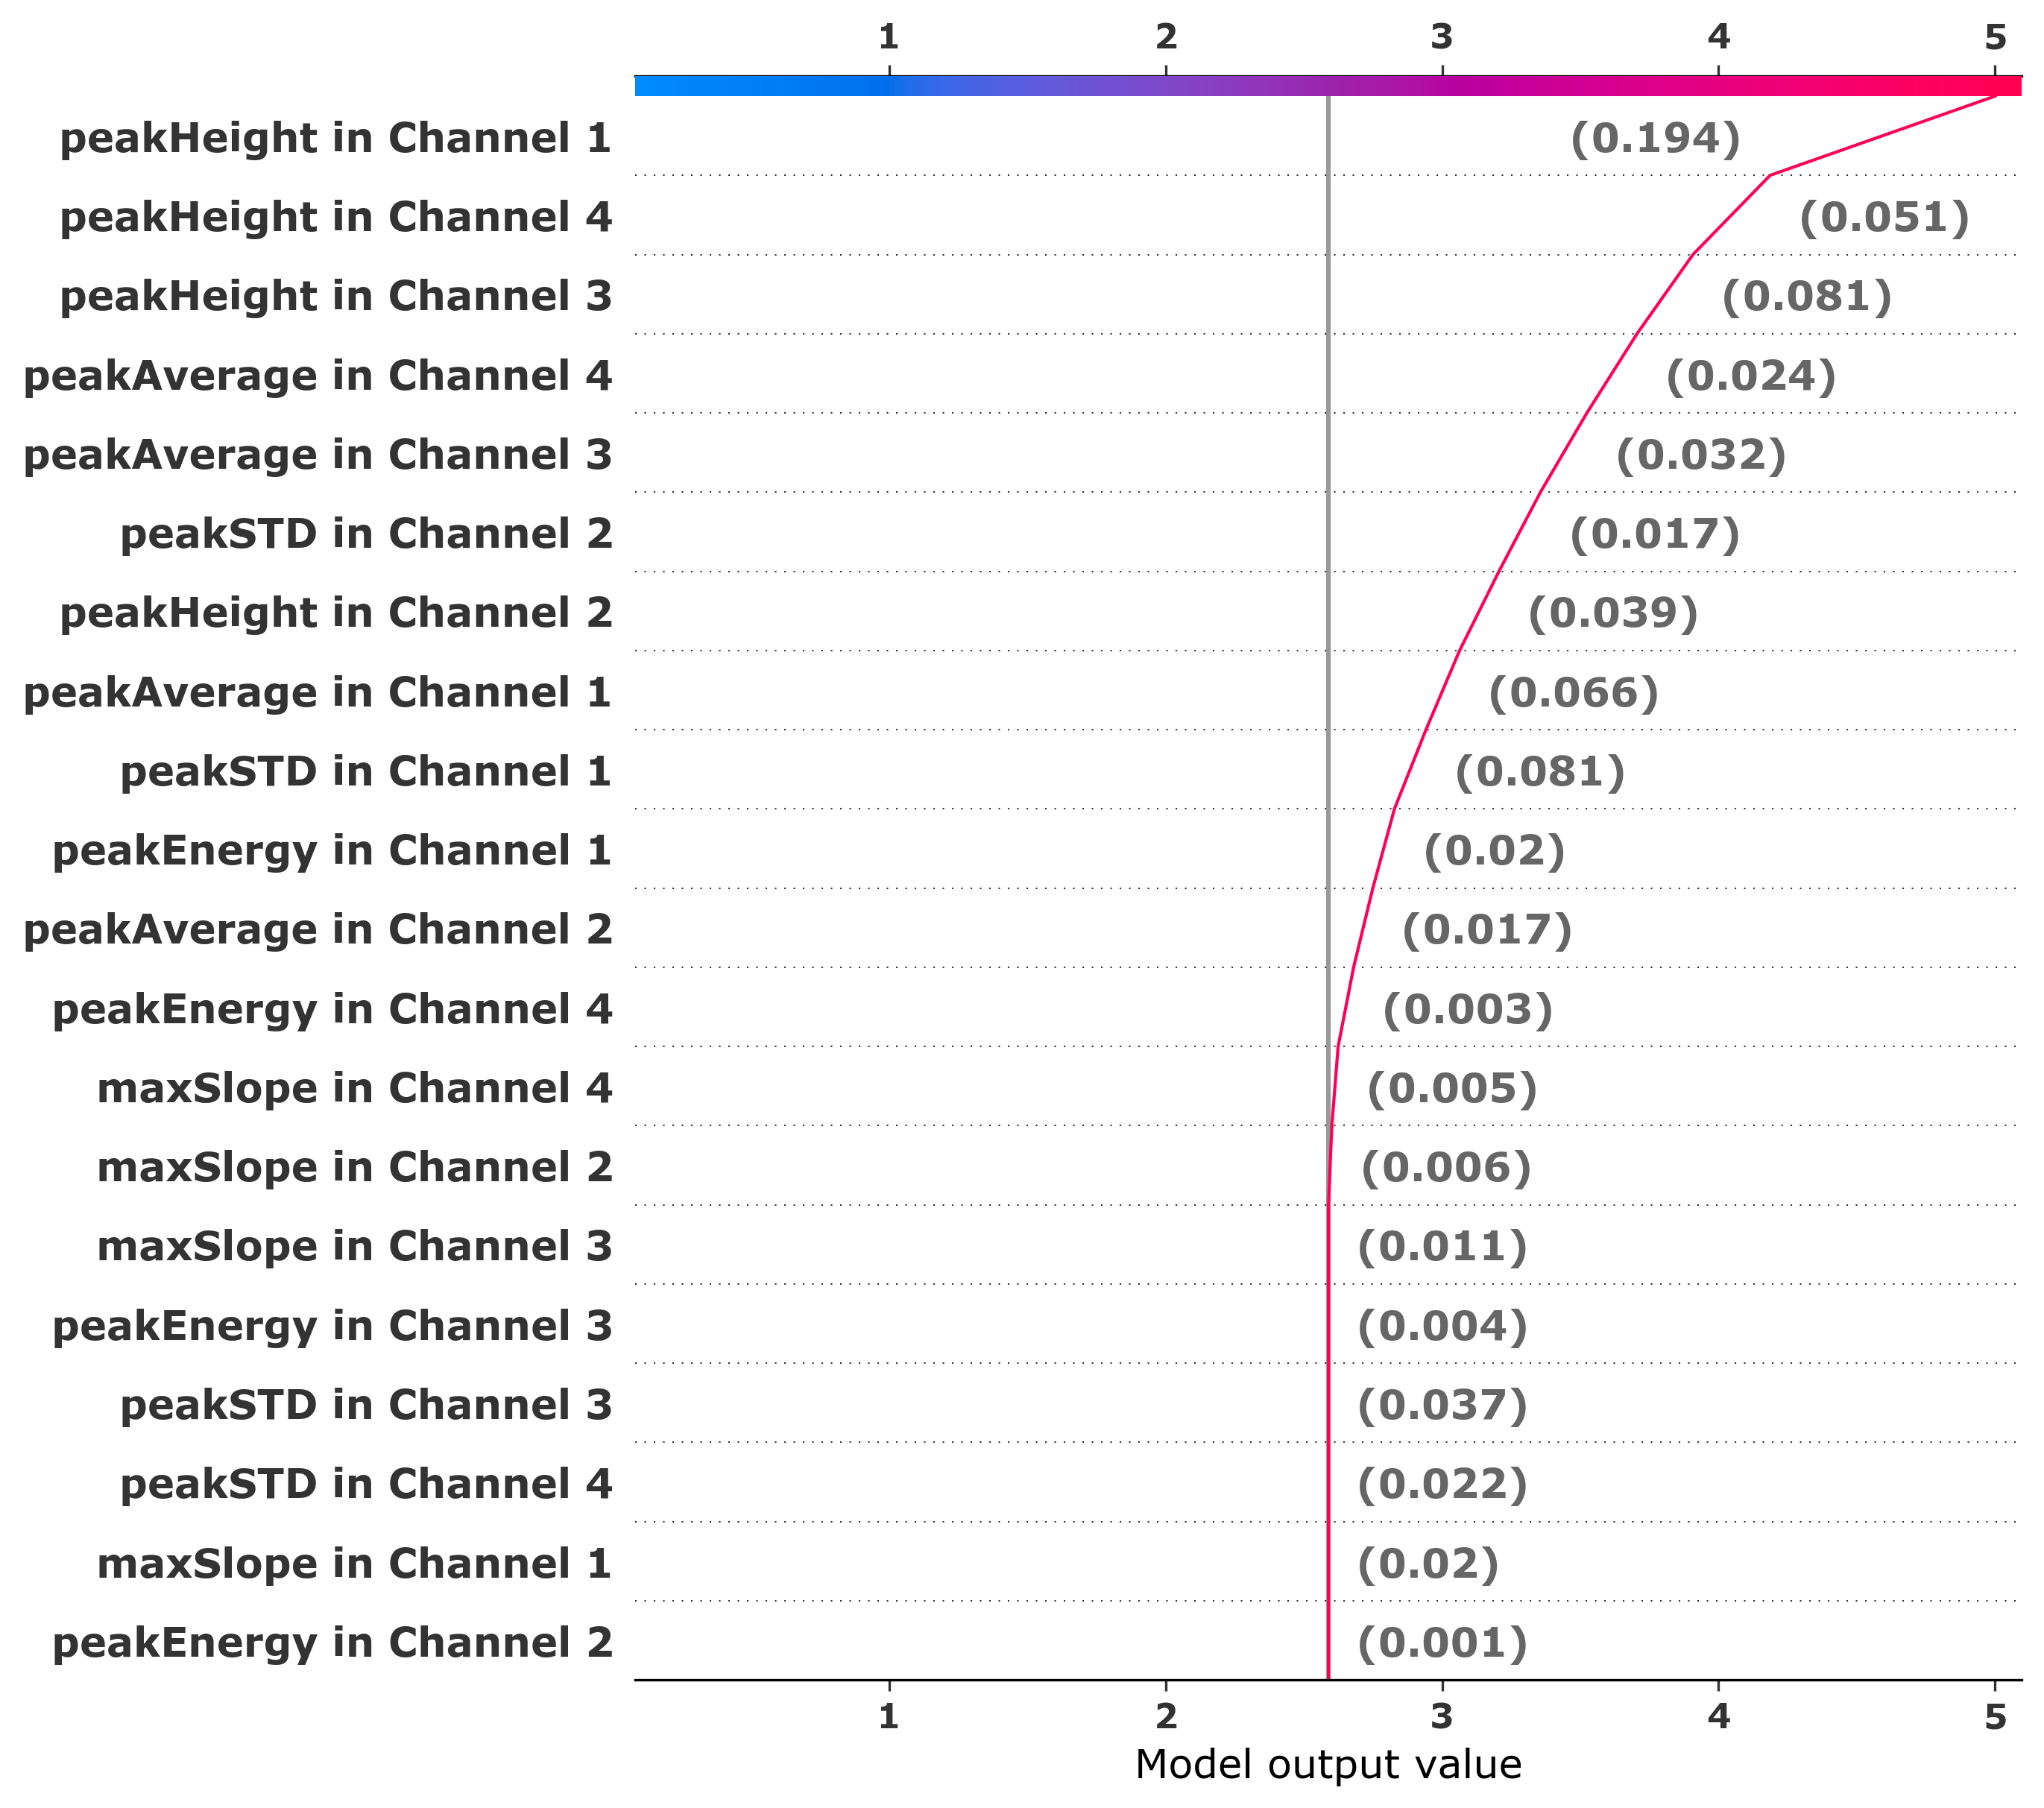 1 2 3 4 5
peakHeight in Channel 1 (0.194)
peakHeight in Channel 4 (0.051)
peakHeight in Channel 3 (0.081)
peakAverage in Channel 4 (0.024)
peakAverage in Channel 3 (0.032)
peakSTD in Channel 2 (0.017)
peakHeight in Channel 2 (0.039)
peakAverage in Channel 1 (0.066)
peakSTD in Channel 1 (0.081)
peakEnergy in Channel 1 (0.02)
peakAverage in Channel 2 (0.017)
peakEnergy in Channel 4 (0.003)
maxSlope in Channel 4 (0.005)
maxSlope in Channel 2 (0.006)
maxSlope in Channel 3 (0.011)
peakEnergy in Channel 3 (0.004)
peakSTD in Channel 3 (0.037)
peakSTD in Channel 4 (0.022)
maxSlope in Channel 1 (0.02)
peakEnergy in Channel 2 (0.001)
1 2 3 4 5
Model output value